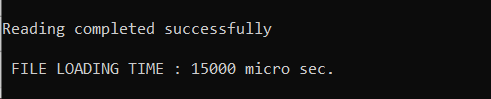 Reading completed successfully
FILE LOADING TIME : 15000 micro sec.